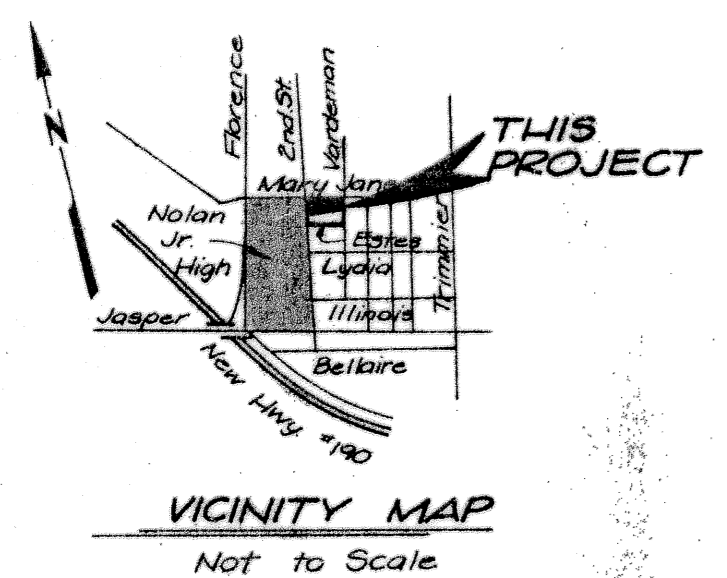 N
Florence
2nd. St.
Vardeman
THIS
PROJECT
Mary Jan
Nolan
Jr.
High
Estes
Lydia
Trimmier
Illinois
Jasper
Bellaire
New Hwy. #190
VICINITY MAP
Not to Scale